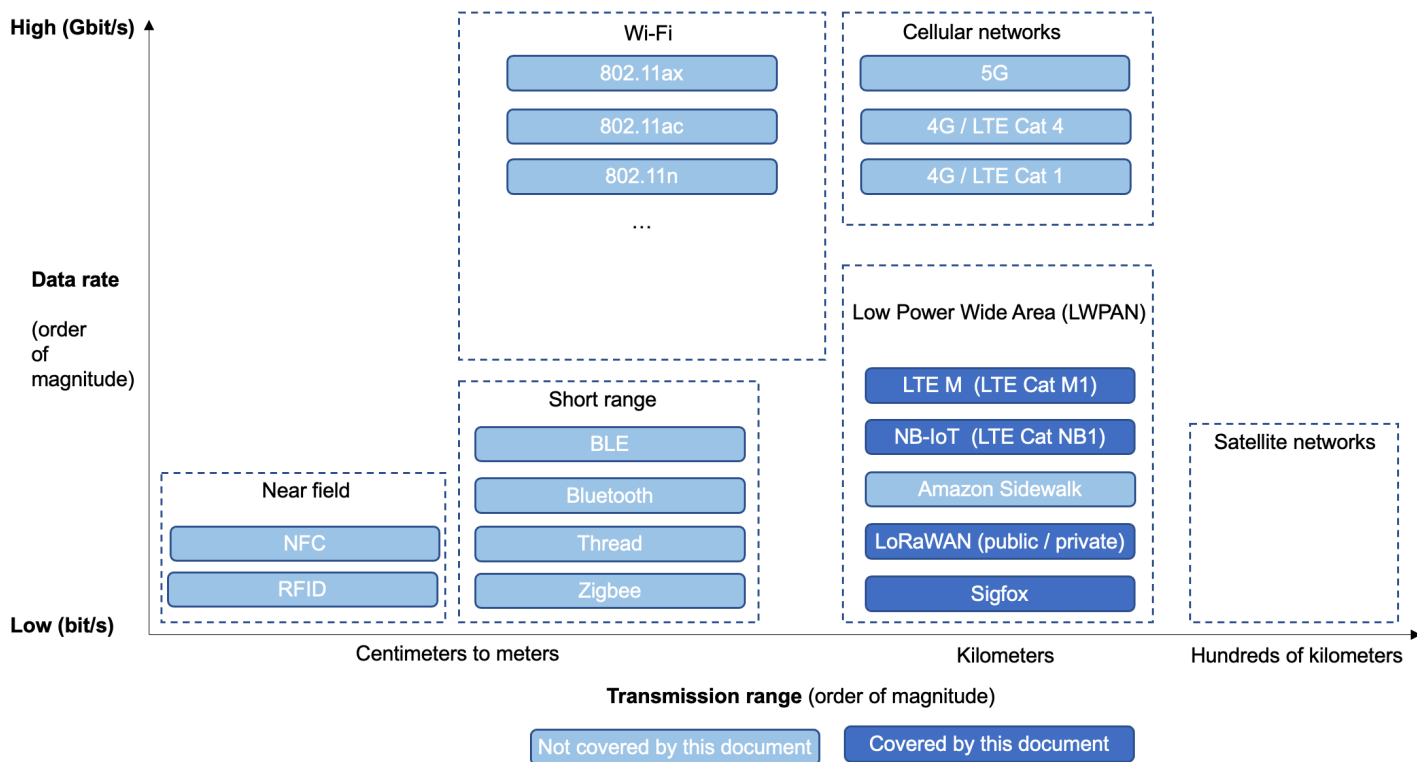 High (Gbit/s)
Wi-Fi
802.11ax
802.11ac
802.11n
...
Cellular networks
5G
4G / LTE Cat 4
4G / LTE Cat 1
Data rate
(order
of
magnitude)
Low Power Wide Area (LWPAN)
LTE M (LTE Cat M1)
NB-IoT (LTE Cat NB1)
Amazon Sidewalk
LoRaWAN (public / private)
Sigfox
Short range
BLE
Bluetooth
Thread
Zigbee
Near field
NFC
RFID
Satellite networks
Low (bit/s)
Centimeters to meters
Kilometers
Hundreds of kilometers
Transmission range (order of magnitude)
Not covered by this document
Covered by this document